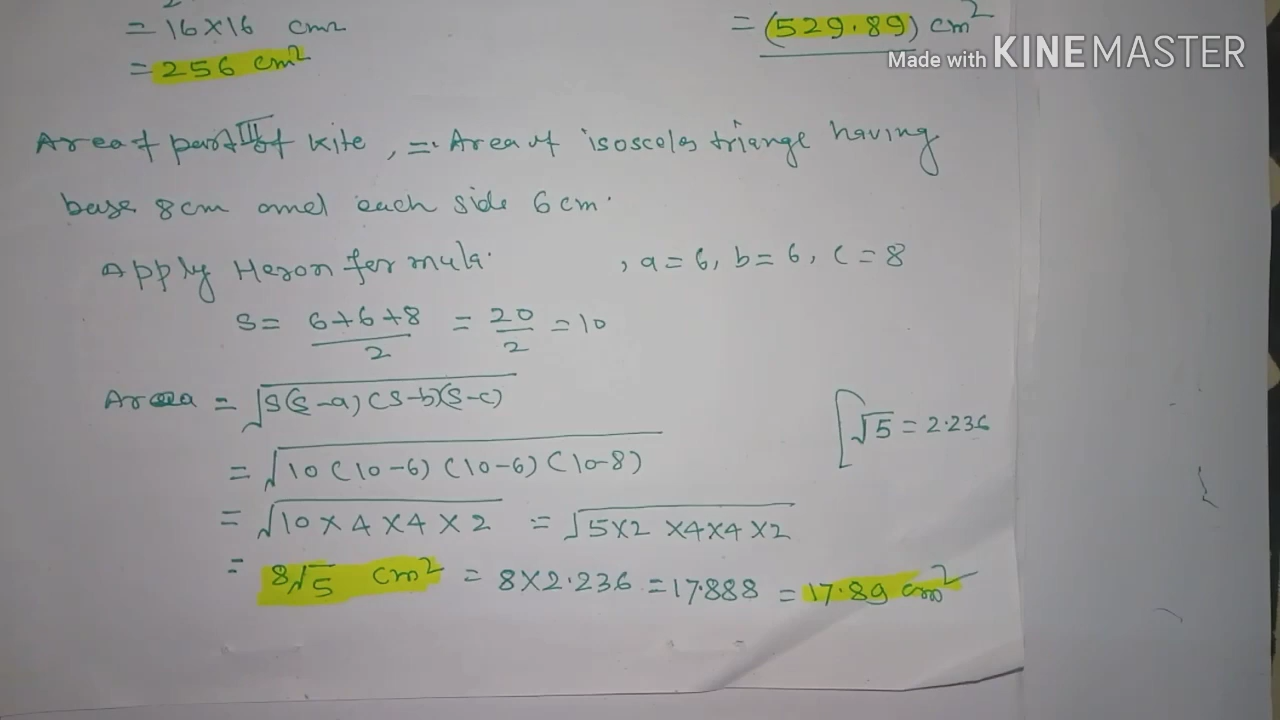 = 16 × 16 cm2
= 256 cm²
= (529.89) cm²
Made with KINEMASTER
Area of part III of kite, = Area of isosceles triange having
base 8cm and each side 6cm.
Apply Heron formula. , a = 6, b = 6, c = 8
S = 6+6+8/2 = 20/2 = 10
Area = √S(S-a)(S-b)(S-c)
= √10(10-6)(10-6)(10-8)
[√5 = 2.236
= √10×4×4×2 = √5×2×4×4×2
= 8√5 cm² = 8×2.236 = 17.888 = 17.89 cm²